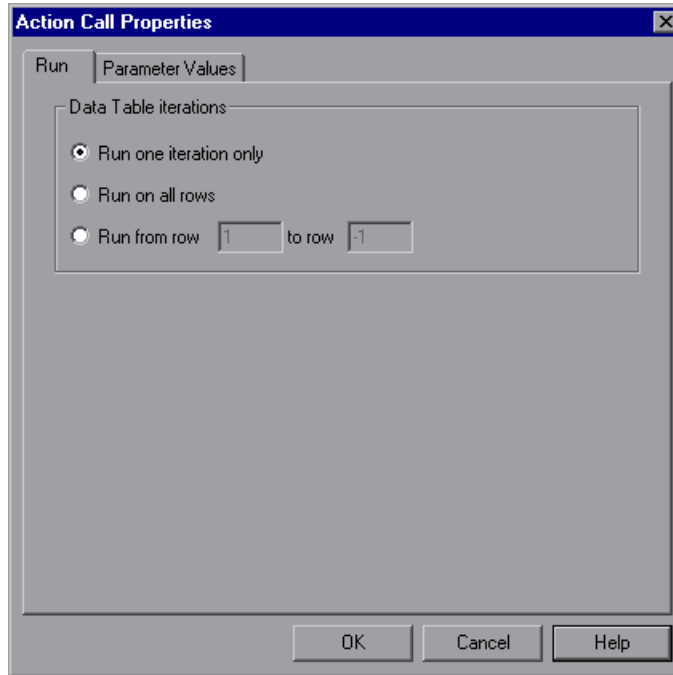 Action Call Properties
Run Parameter Values
Data Table iterations
Run one iteration only
Run on all rows
Run from row 1 to row -1
OK Cancel Help